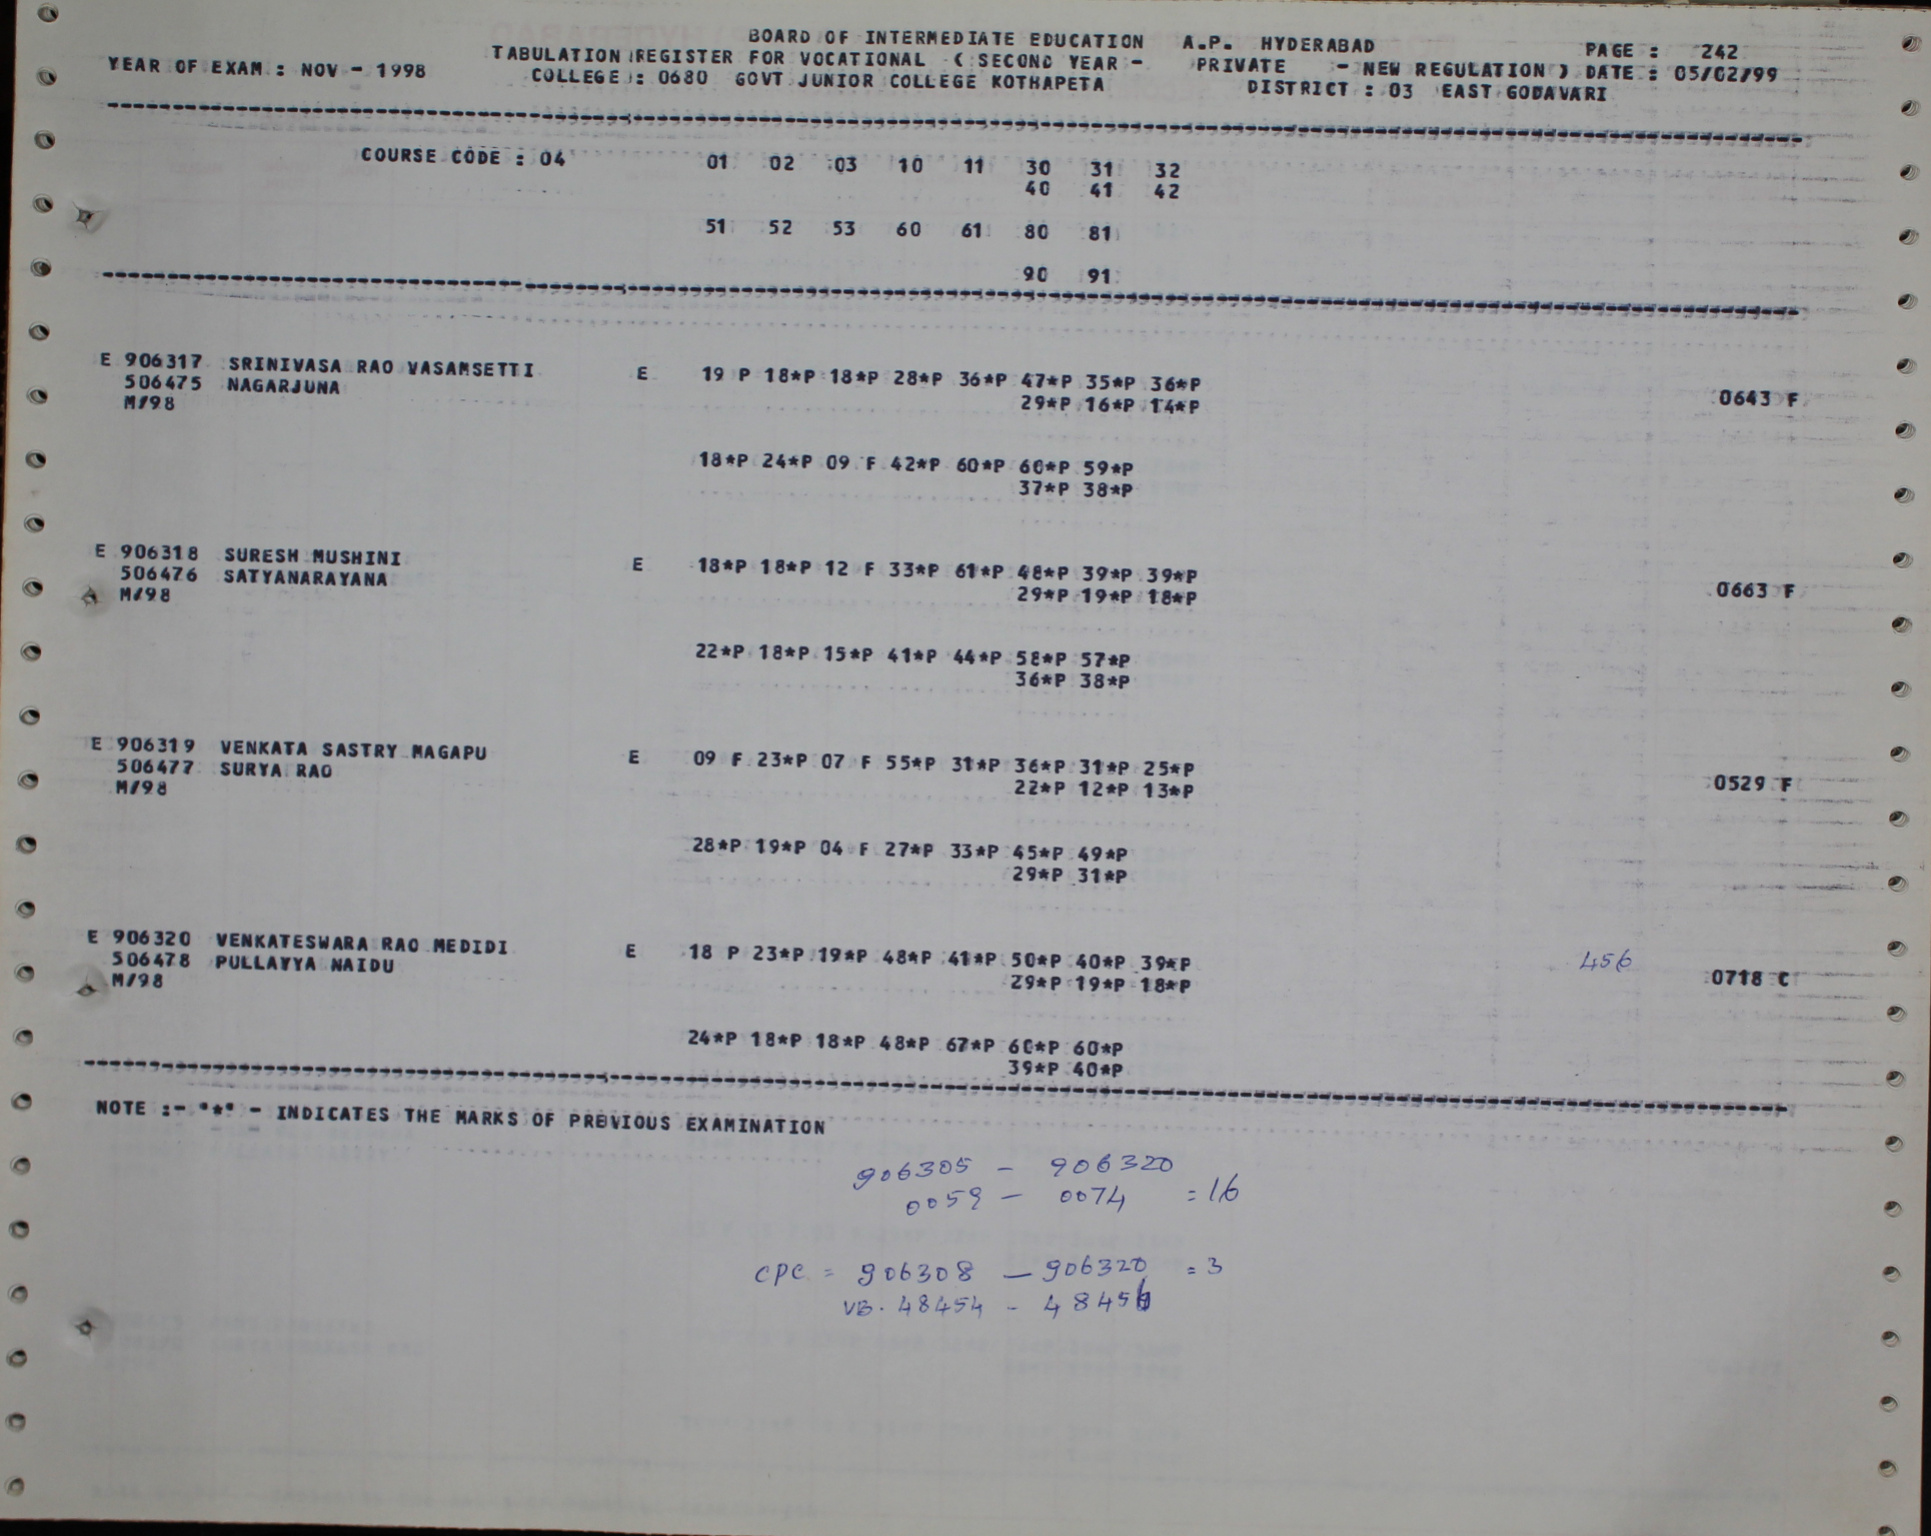 BOARD OF INTERMEDIATE EDUCATION A.P. HYDERABAD PAGE : 242
YEAR OF EXAM : NOV - 1998 TABULATION REGISTER FOR VOCATIONAL ( SECOND YEAR - PRIVATE - NEW REGULATION ) DATE : 05/02/99
COLLEGE : 0680 GOVT JUNIOR COLLEGE KOTHAPETA DISTRICT : 03 EAST GODAVARI
COURSE CODE : 04 01 02 03 10 11 30 31 32
40 41 42
51 52 53 60 61 80 81
90 91
E 906317 SRINIVASA RAO VASAMSETTI E 19 P 18*P 18*P 28*P 36*P 47*P 35*P 36*P
506475 NAGARJUNA 29*P 16*P 14*P 0643 F
M/98
18*P 24*P 09 F 42*P 60*P 60*P 59*P
37*P 38*P
E 906318 SURESH MUSHINI E 18*P 18*P 12 F 33*P 61*P 48*P 39*P 39*P
506476 SATYANARAYANA 29*P 19*P 18*P 0663 F
M/98
22*P 18*P 15*P 41*P 44*P 58*P 57*P
36*P 38*P
E 906319 VENKATA SASTRY MAGAPU E 09 F 23*P 07 F 55*P 31*P 36*P 31*P 25*P
506477 SURYA RAO 22*P 12*P 13*P 0529 F
M/98
28*P 19*P 04 F 27*P 33*P 45*P 49*P
29*P 31*P
E 906320 VENKATESWARA RAO MEDIDI E 18 P 23*P 19*P 48*P 41*P 50*P 40*P 39*P 456
506478 PULLAYYA NAIDU 29*P 19*P 18*P 0718 C
M/98
24*P 18*P 18*P 48*P 67*P 60*P 60*P
39*P 40*P
NOTE :- "*" - INDICATES THE MARKS OF PREVIOUS EXAMINATION
906305 - 906320
0059 - 0074 = 16
CPC = 906308 - 906320 = 3
VB. 48454 - 48456